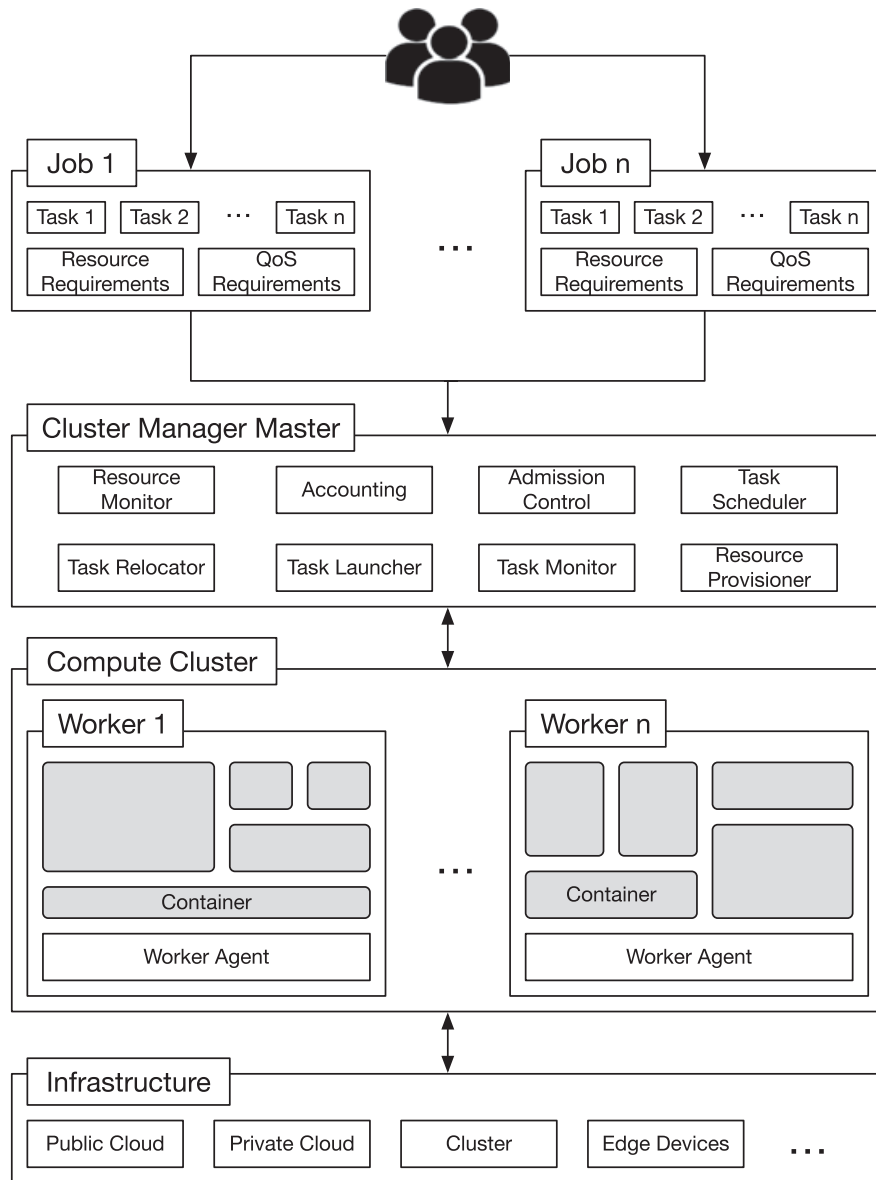 Job 1
Job n
Task 1 Task 2 ... Task n
Task 1 Task 2 ... Task n
Resource
Requirements
QoS
Requirements
...
Resource
Requirements
QoS
Requirements
Cluster Manager Master
Resource
Monitor
Accounting
Admission
Control
Task
Scheduler
Task Relocator
Task Launcher
Task Monitor
Resource
Provisioner
Compute Cluster
Worker 1
Worker n
...
Container
Container
Worker Agent
Worker Agent
Infrastructure
Public Cloud
Private Cloud
Cluster
Edge Devices
...